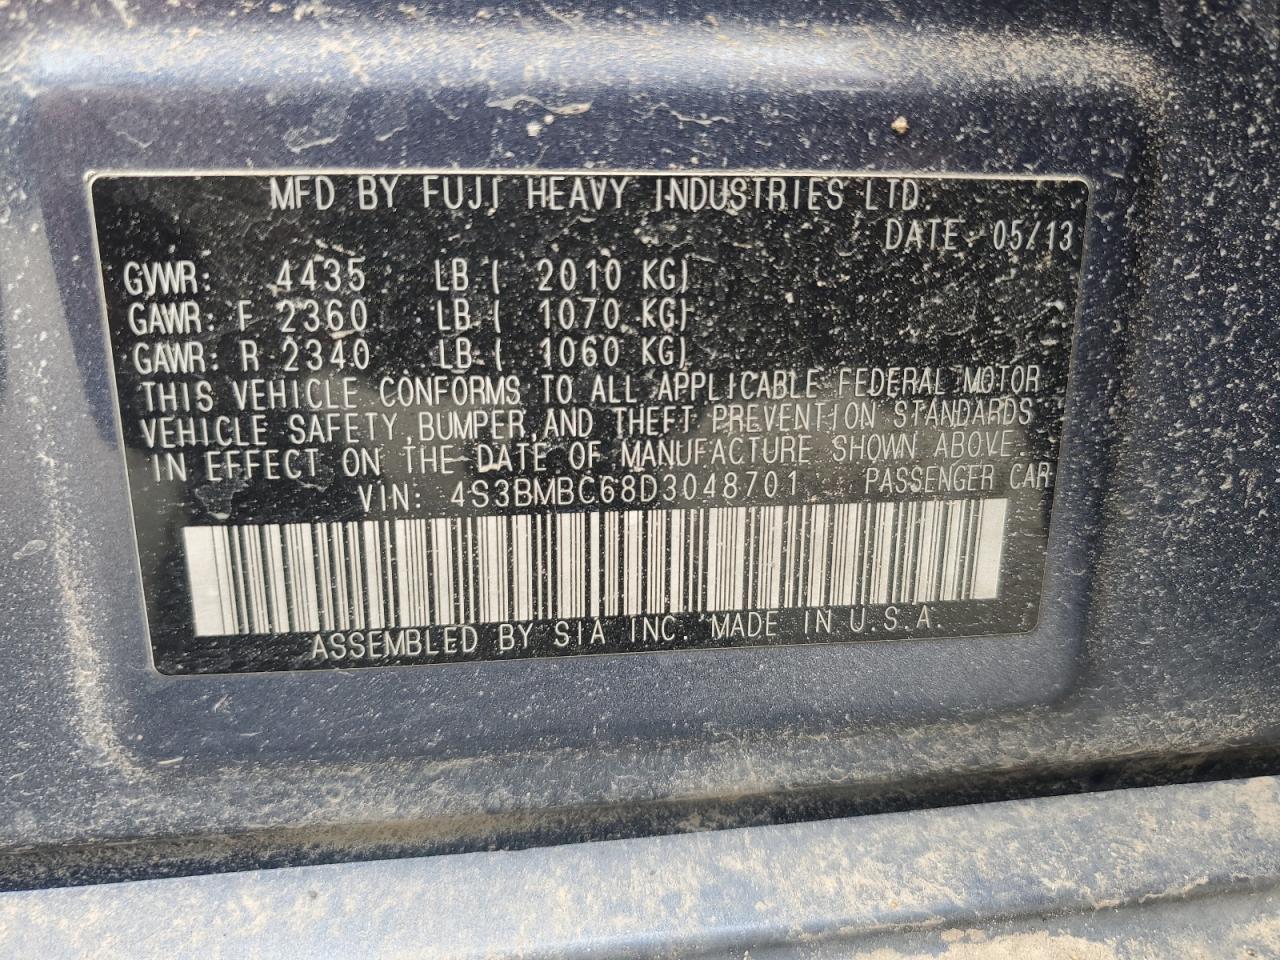 MFD BY FUJI HEAVY INDUSTRIES LTD.
DATE 05/13
GVWR: 4435 LB ( 2010 KG)
GAWR: F 2360 LB ( 1070 KG)
GAWR: R 2340 LB ( 1060 KG)
THIS VEHICLE CONFORMS TO ALL APPLICABLE FEDERAL MOTOR
VEHICLE SAFETY, BUMPER, AND THEFT PREVENTION STANDARDS
IN EFFECT ON THE DATE OF MANUFACTURE SHOWN ABOVE.
VIN: 4S3BMBC68D3048701 PASSENGER CAR
ASSEMBLED BY SIA INC. MADE IN U.S.A.